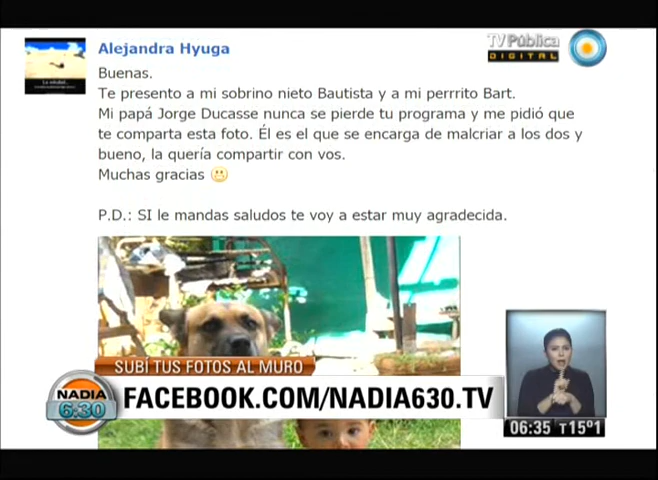 Alejandra Hyuga
Buenas.
Te presento a mi sobrino nieto Bautista y a mi perrrito Bart.
Mi papá Jorge Ducasse nunca se pierde tu programa y me pidió que
te comparta esta foto. Él es el que se encarga de malcriar a los dos y
bueno, la quería compartir con vos.
Muchas gracias
P.D.: SI le mandas saludos te voy a estar muy agradecida.
TV Pública
DIGITAL
SUBÍ TUS FOTOS AL MURO
NADIA
6:30
FACEBOOK.COM/NADIA630.TV
06:35 T15°1